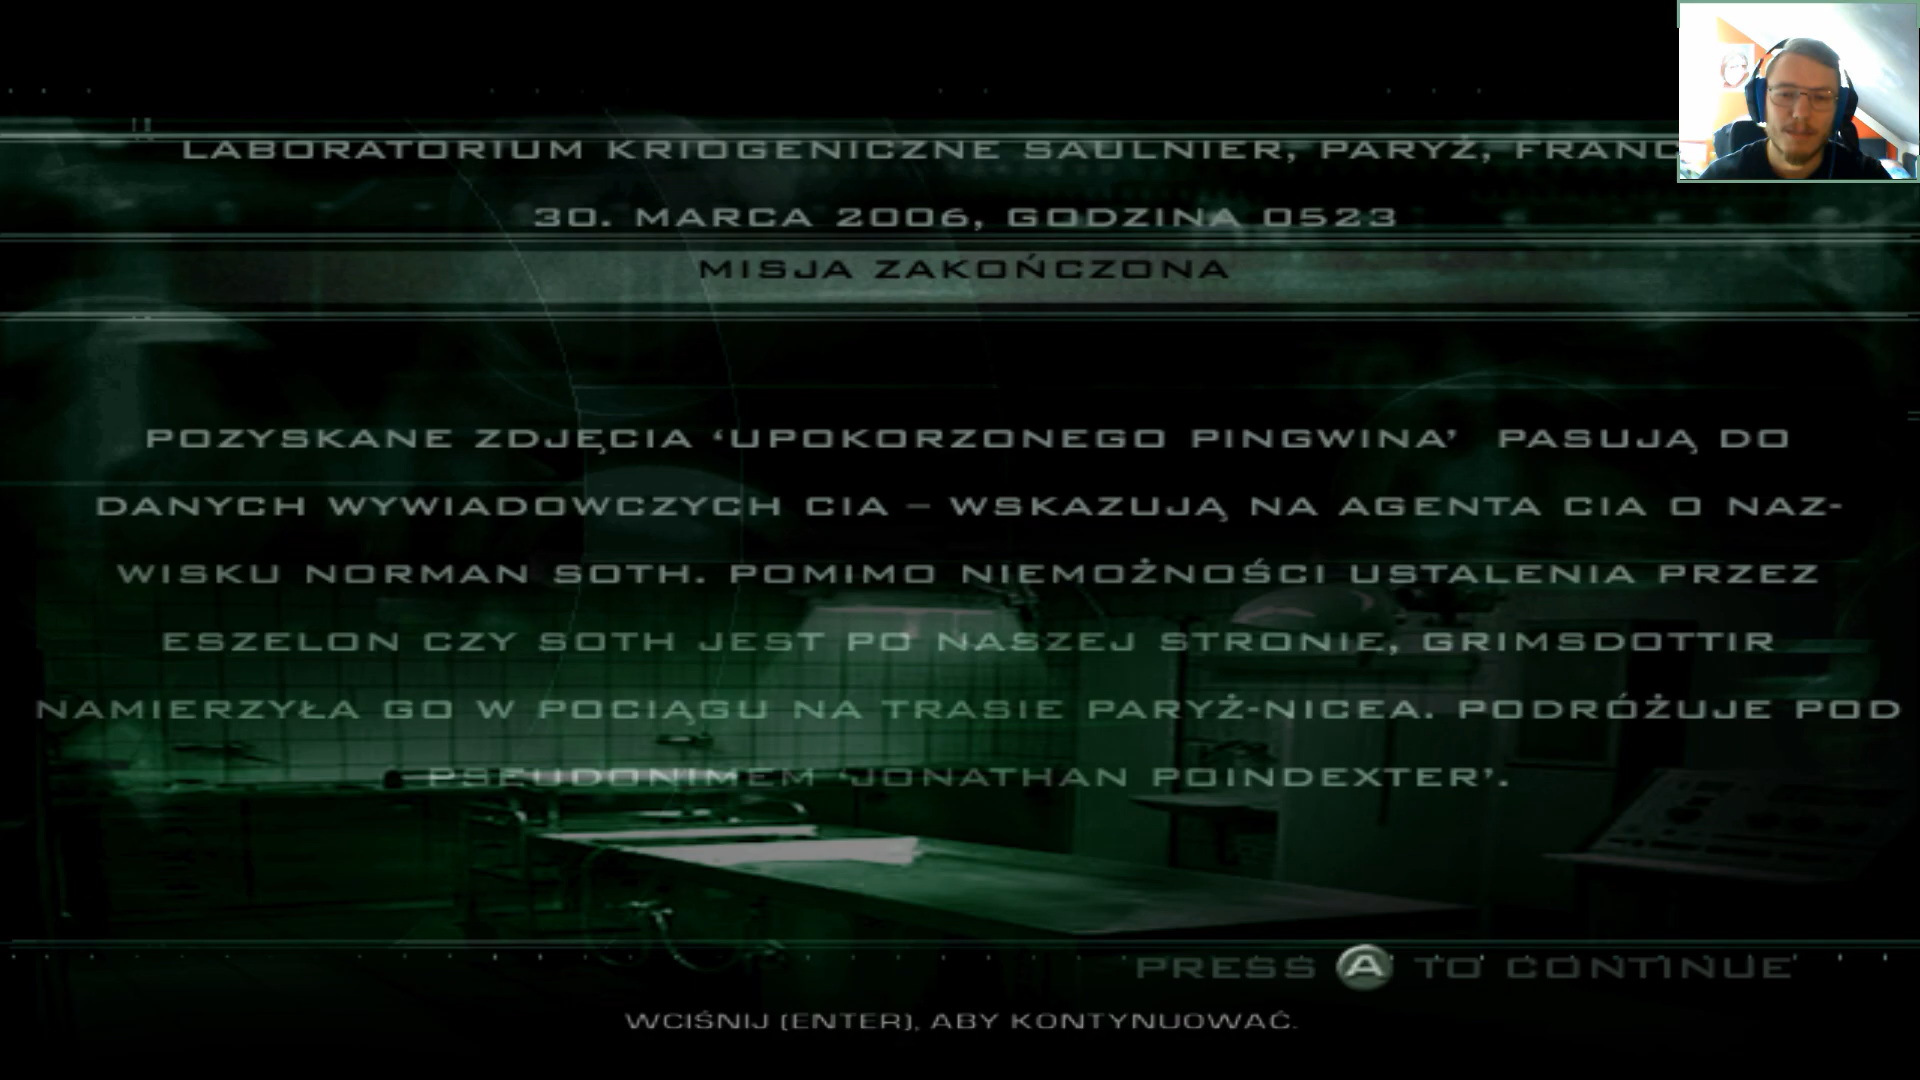 LABORATORIUM KRIOGENICZNE SAULNIER, PARYŻ, FRANC
30. MARCA 2006, GODZINA 0523
MISJA ZAKOŃCZONA
POZYSKANE ZDJĘCIA ‘UPOKORZONEGO PINGWINA’ PASUJĄ DO
DANYCH WYWIADOWCZYCH CIA – WSKAZUJĄ NA AGENTA CIA O NAZ-
WISKU NORMAN SOTH. POMIMO NIEMOŻNOŚCI USTALENIA PRZEZ
ESZELON CZY SOTH JEST PO NASZEJ STRONIE, GRIMSDOTTIR
NAMIERZYŁA GO W POCIĄGU NA TRASIE PARYŻ-NICEA. PODRÓŻUJE POD
PSEUDONIMEM ‘JONATHAN POINDEXTER’.
PRESS A TO CONTINUE
WCIŚNIJ (ENTER), ABY KONTYNUOWAĆ.